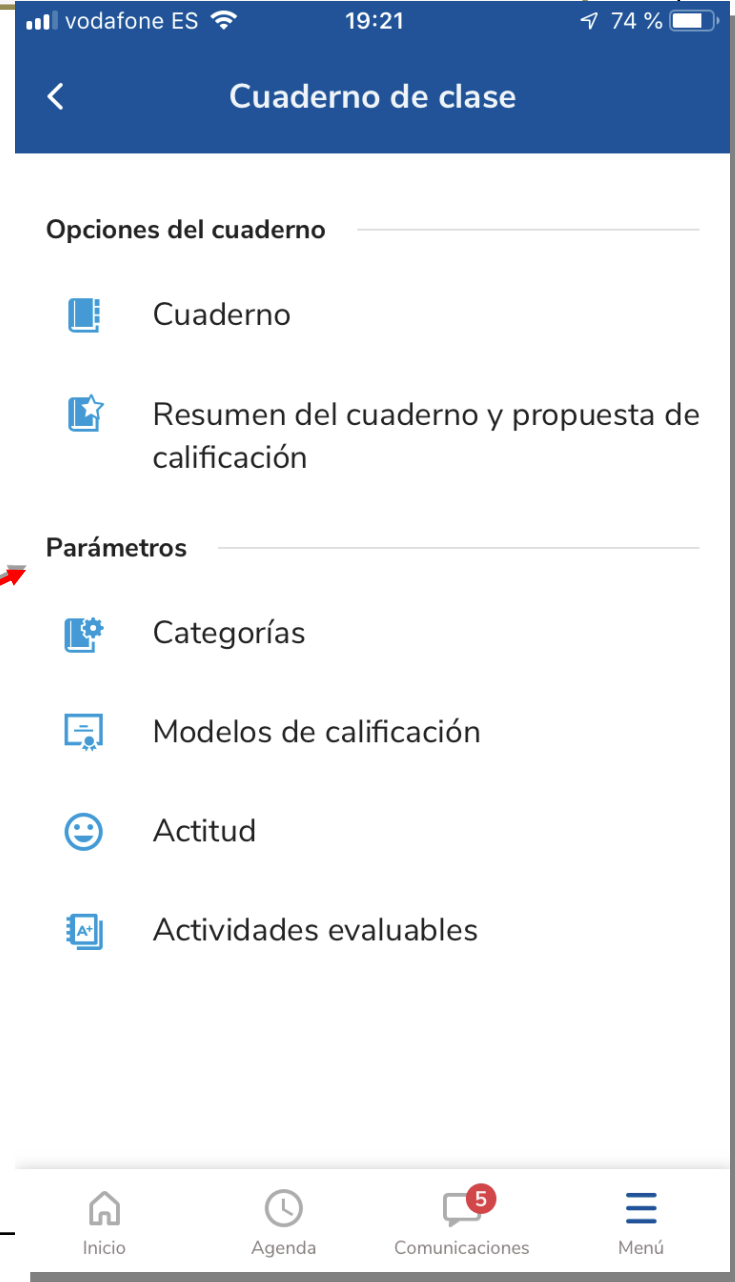 vodafone ES 19:21 74 %
Cuaderno de clase
Opciones del cuaderno
Cuaderno
Resumen del cuaderno y propuesta de
calificación
Parámetros
Categorías
Modelos de calificación
Actitud
A+ Actividades evaluables
5
Inicio Agenda Comunicaciones Menú